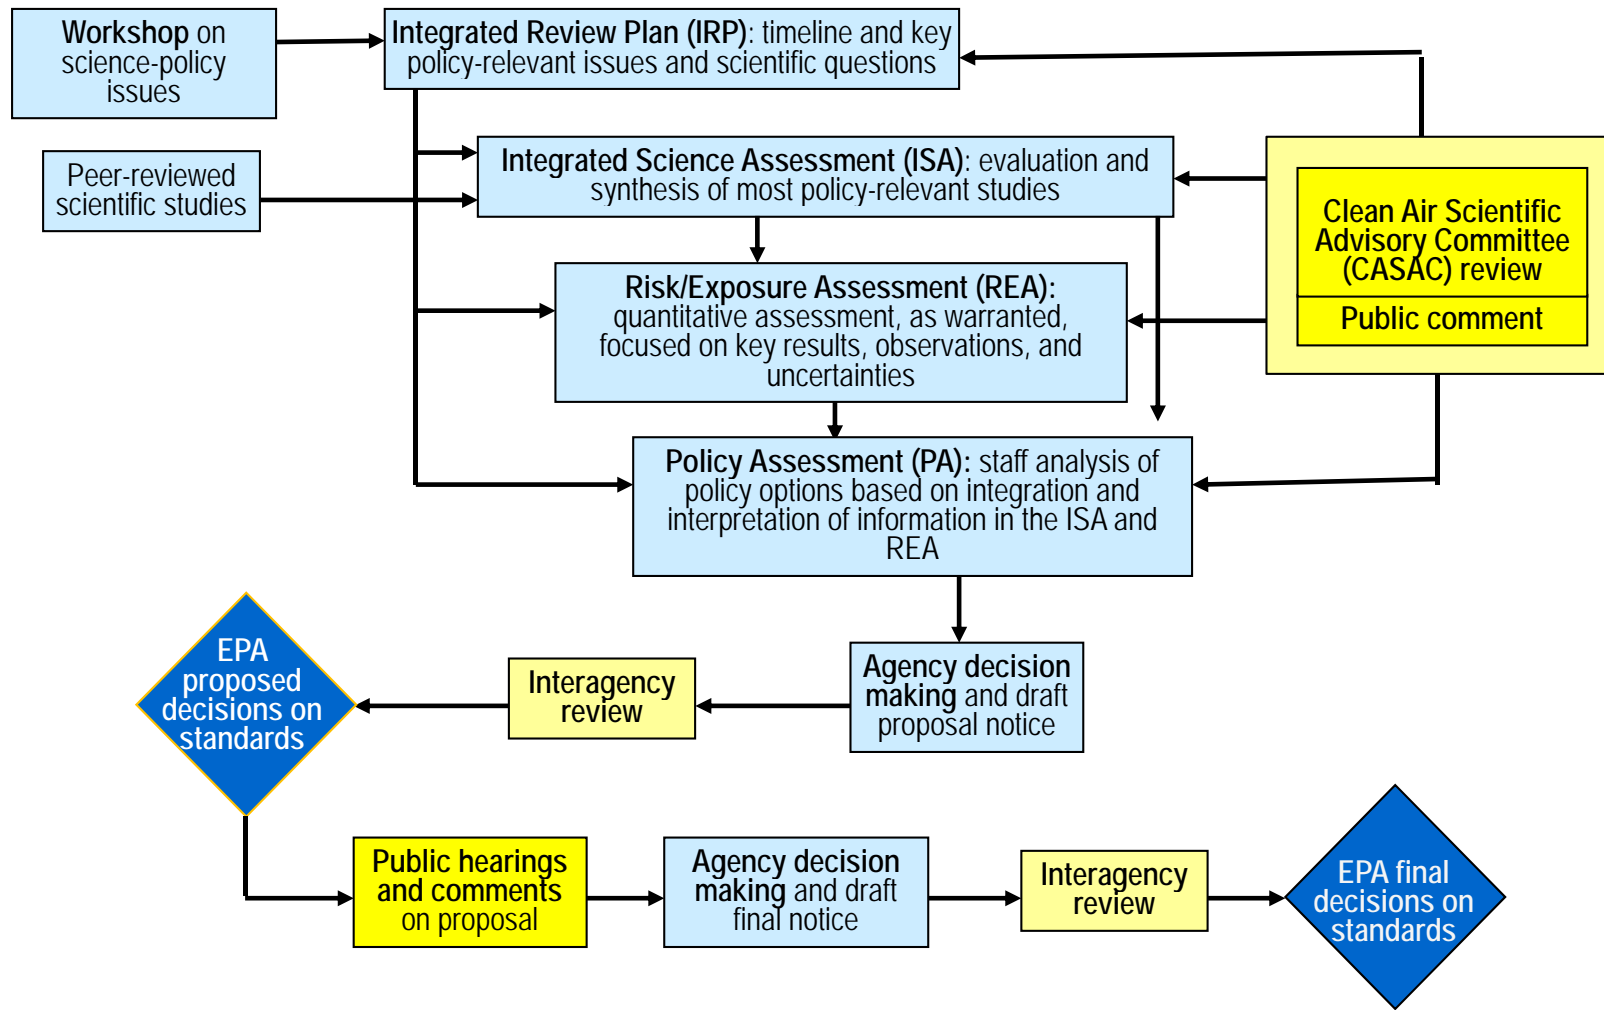 Workshop on
science-policy
issues
Integrated Review Plan (IRP): timeline and key
policy-relevant issues and scientific questions
Peer-reviewed
scientific studies
Integrated Science Assessment (ISA): evaluation and
synthesis of most policy-relevant studies
Clean Air Scientific
Advisory Committee
(CASAC) review
Public comment
Risk/Exposure Assessment (REA):
quantitative assessment, as warranted,
focused on key results, observations, and
uncertainties
Policy Assessment (PA): staff analysis of
policy options based on integration and
interpretation of information in the ISA and
REA
EPA
proposed
decisions on
standards
Interagency
review
Agency decision
making and draft
proposal notice
Public hearings
and comments
on proposal
Agency decision
making and draft
final notice
Interagency
review
EPA final
decisions on
standards